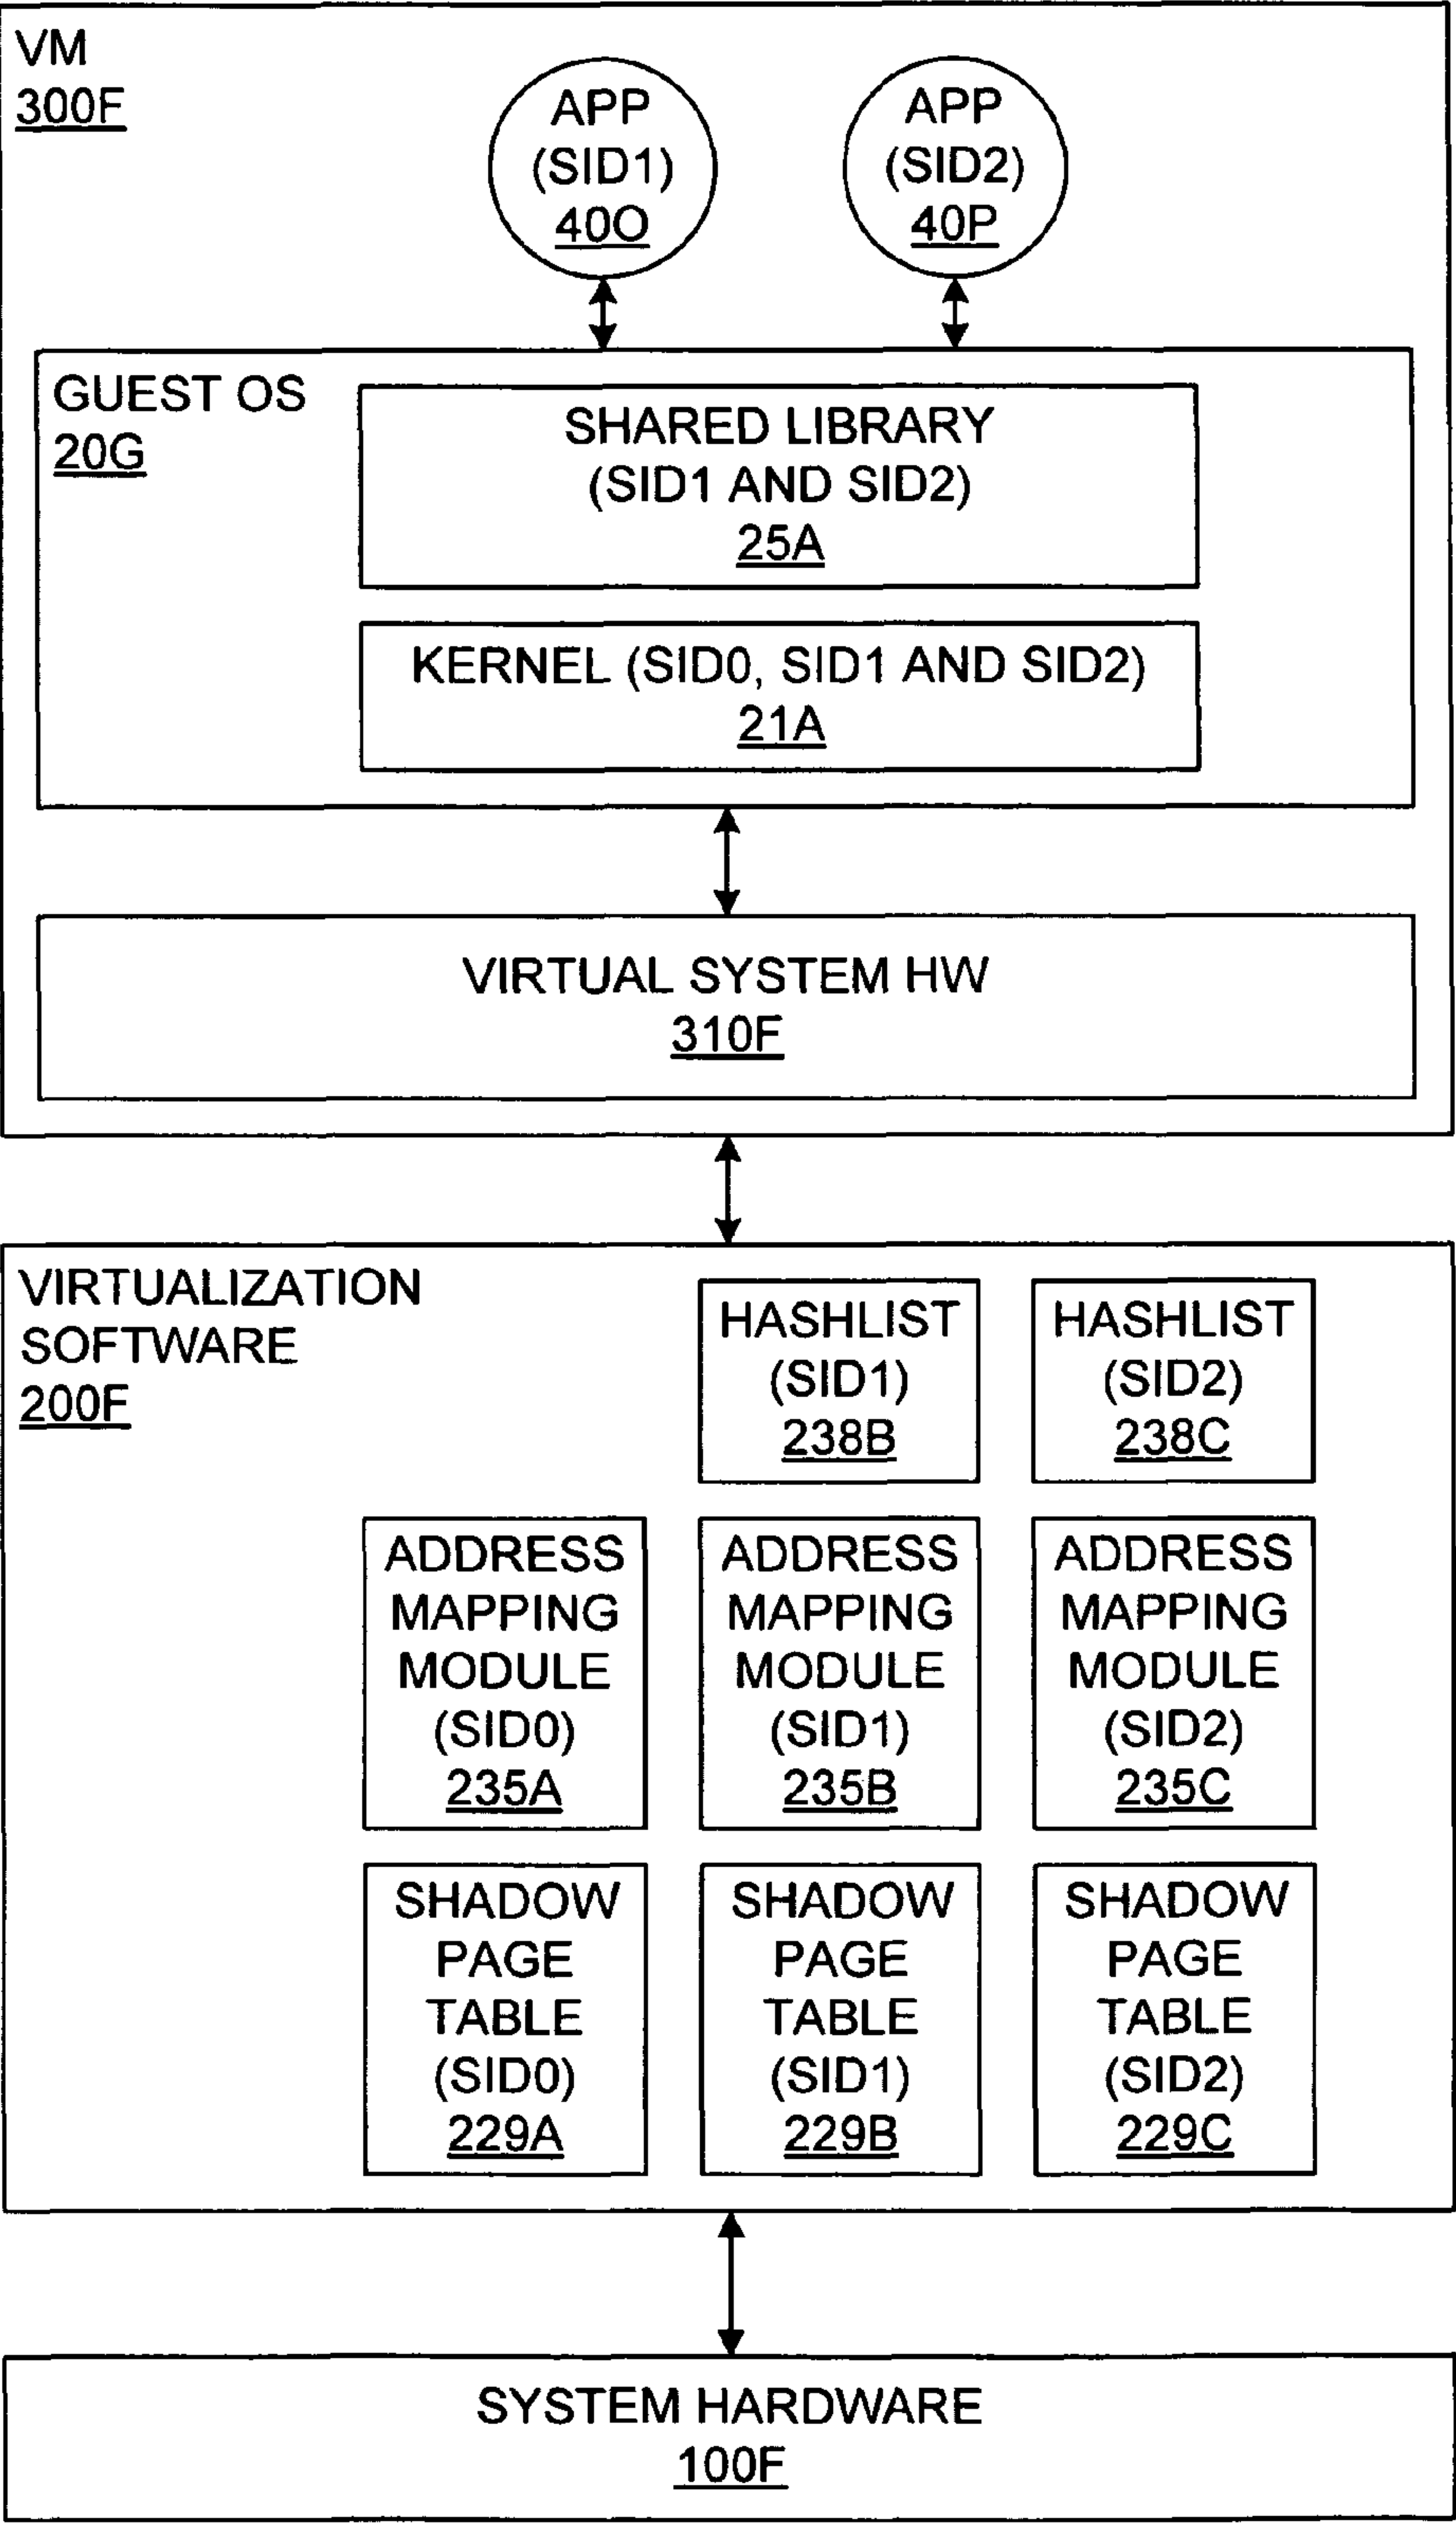 VM
300F
APP
(SID1)
40O
APP
(SID2)
40P
GUEST OS
20G
SHARED LIBRARY
(SID1 AND SID2)
25A
KERNEL (SID0, SID1 AND SID2)
21A
VIRTUAL SYSTEM HW
310F
VIRTUALIZATION
SOFTWARE
200F
HASHLIST
(SID1)
238B
HASHLIST
(SID2)
238C
ADDRESS
MAPPING
MODULE
(SID0)
235A
ADDRESS
MAPPING
MODULE
(SID1)
235B
ADDRESS
MAPPING
MODULE
(SID2)
235C
SHADOW
PAGE
TABLE
(SID0)
229A
SHADOW
PAGE
TABLE
(SID1)
229B
SHADOW
PAGE
TABLE
(SID2)
229C
SYSTEM HARDWARE
100F